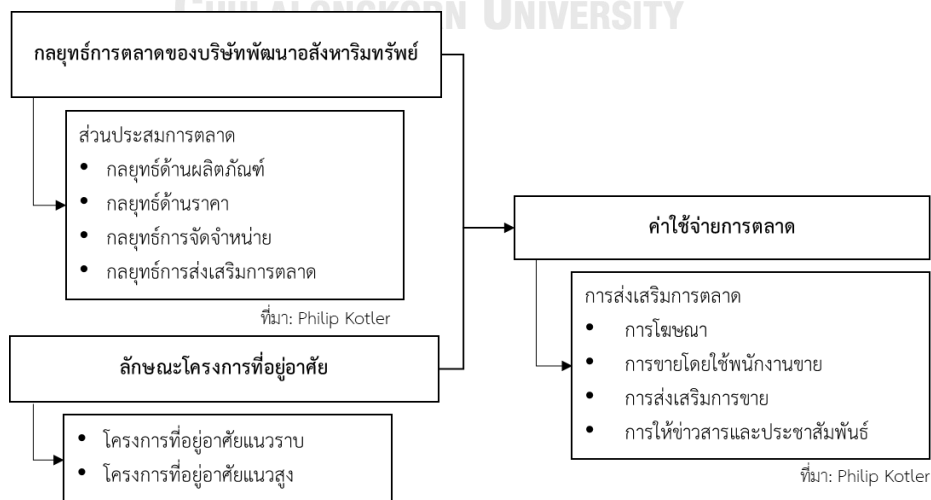 CHULALONGKORN UNIVERSITY
กลยุทธ์การตลาดของบริษัทพัฒนาอสังหาริมทรัพย์
ส่วนประสมการตลาด
• กลยุทธ์ด้านผลิตภัณฑ์
• กลยุทธ์ด้านราคา
• กลยุทธ์การจัดจำหน่าย
• กลยุทธ์การส่งเสริมการตลาด
ที่มา: Philip Kotler
ลักษณะโครงการที่อยู่อาศัย
• โครงการที่อยู่อาศัยแนวราบ
• โครงการที่อยู่อาศัยแนวสูง
ค่าใช้จ่ายการตลาด
การส่งเสริมการตลาด
• การโฆษณา
• การขายโดยใช้พนักงานขาย
• การส่งเสริมการขาย
• การให้ข่าวสารและประชาสัมพันธ์
ที่มา: Philip Kotler